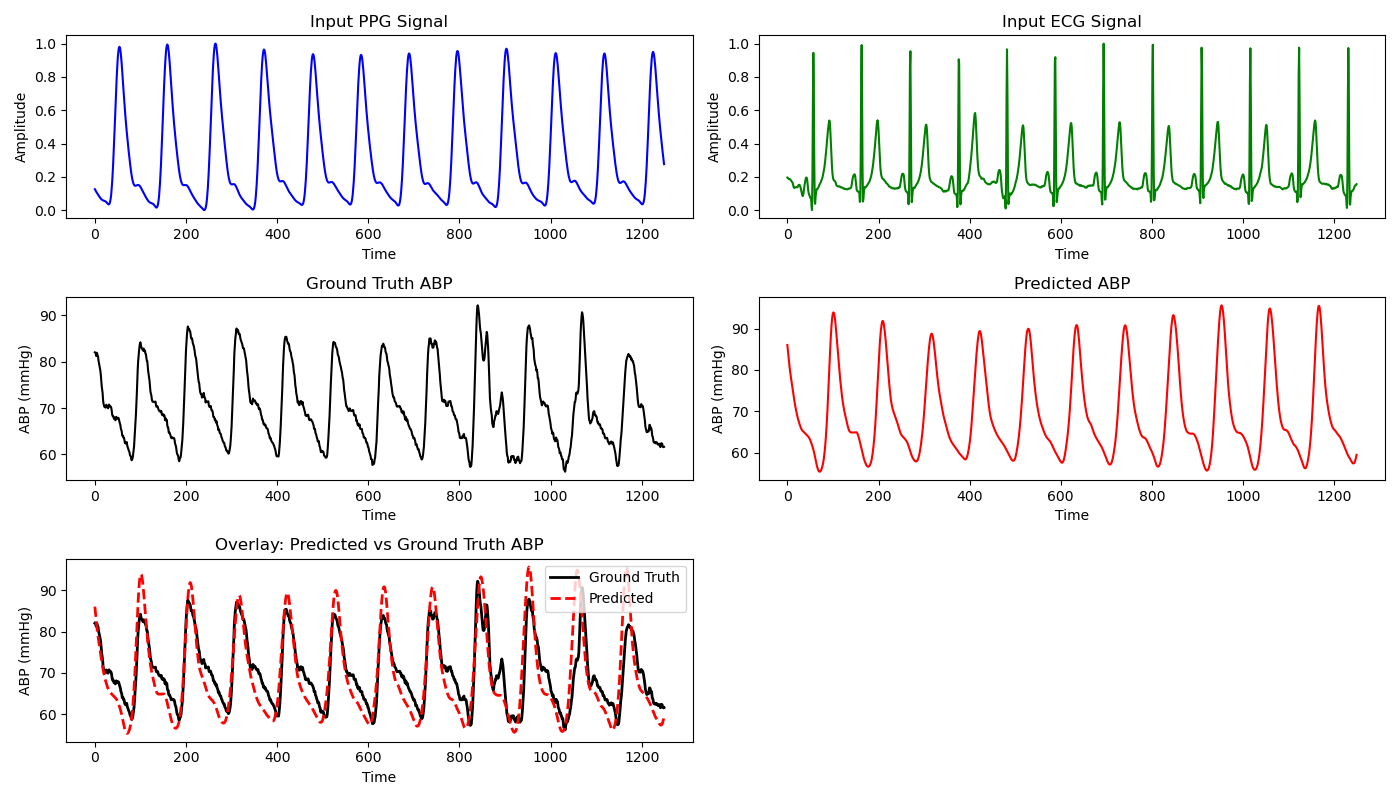 Input PPG Signal
Amplitude
1.0
0.8
0.6
0.4
0.2
0.0
0 200 400 600 800 1000 1200
Time
Input ECG Signal
Amplitude
1.0
0.8
0.6
0.4
0.2
0.0
0 200 400 600 800 1000 1200
Time
Ground Truth ABP
ABP (mmHg)
90
80
70
60
0 200 400 600 800 1000 1200
Time
Predicted ABP
ABP (mmHg)
90
80
70
60
0 200 400 600 800 1000 1200
Time
Overlay: Predicted vs Ground Truth ABP
ABP (mmHg)
90
80
70
60
Ground Truth
Predicted
0 200 400 600 800 1000 1200
Time